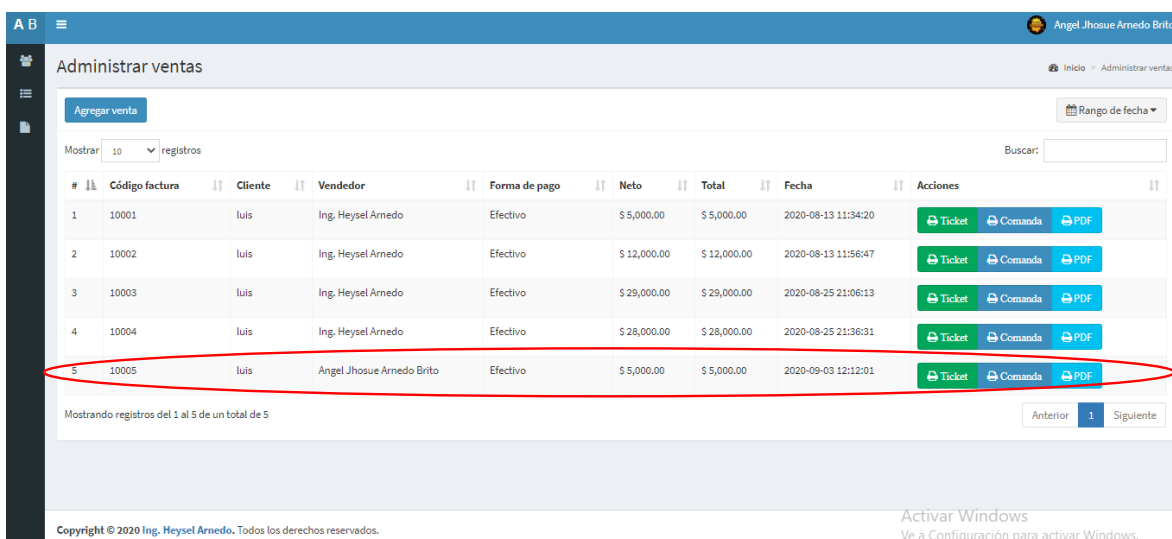 A B Angel Jhosue Arnedo Brito
Administrar ventas Inicio > Administrar ventas
Agregar venta Rango de fecha
Mostrar 10 registros Buscar:
# Código factura Cliente Vendedor Forma de pago Neto Total Fecha Acciones
1 10001 luis Ing. Heysel Arnedo Efectivo $ 5,000.00 $ 5,000.00 2020-08-13 11:34:20 Ticket Comanda PDF
2 10002 luis Ing. Heysel Arnedo Efectivo $ 12,000.00 $ 12,000.00 2020-08-13 11:56:47 Ticket Comanda PDF
3 10003 luis Ing. Heysel Arnedo Efectivo $ 29,000.00 $ 29,000.00 2020-08-25 21:06:13 Ticket Comanda PDF
4 10004 luis Ing. Heysel Arnedo Efectivo $ 28,000.00 $ 28,000.00 2020-08-25 21:36:31 Ticket Comanda PDF
5 10005 luis Angel Jhosue Arnedo Brito Efectivo $ 5,000.00 $ 5,000.00 2020-09-03 12:12:01 Ticket Comanda PDF
Mostrando registros del 1 al 5 de un total de 5 Anterior 1 Siguiente
Activar Windows
Copyright © 2020 Ing. Heysel Arnedo. Todos los derechos reservados. Ve a Configuración para activar Windows.